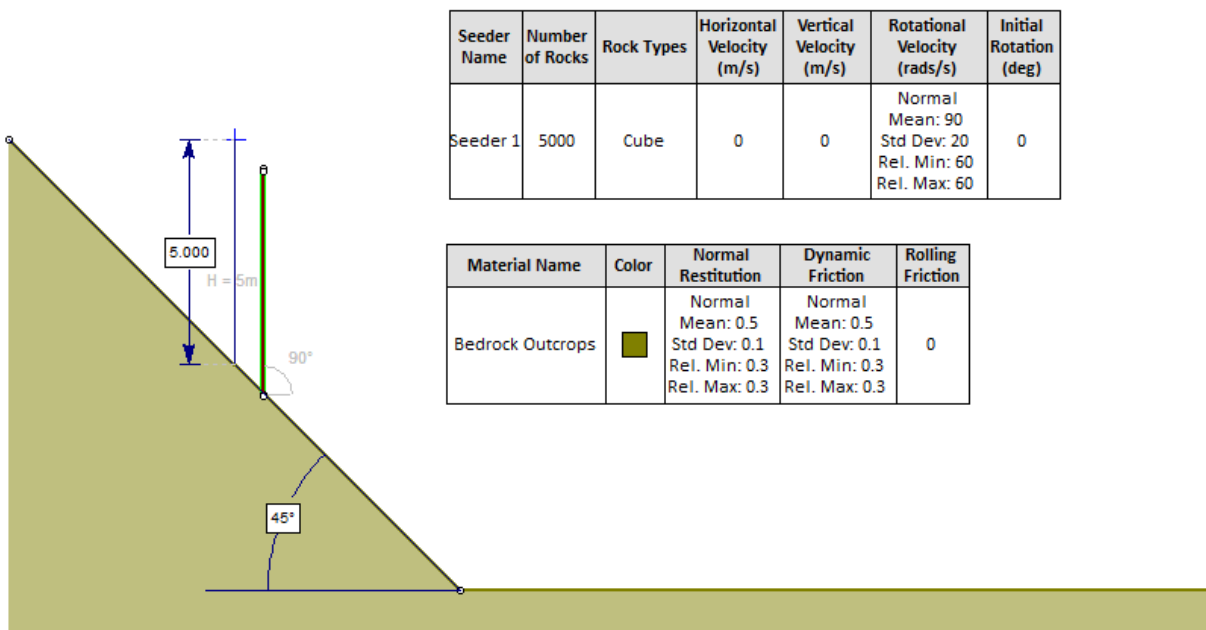 Seeder Name
Number of Rocks
Rock Types
Horizontal Velocity (m/s)
Vertical Velocity (m/s)
Rotational Velocity (rads/s)
Initial Rotation (deg)
Seeder 1
5000
Cube
0
0
Normal
Mean: 90
Std Dev: 20
Rel. Min: 60
Rel. Max: 60
0
5.000
H = 5m
90°
45°
Material Name
Color
Normal Restitution
Dynamic Friction
Rolling Friction
Bedrock Outcrops
Normal
Mean: 0.5
Std Dev: 0.1
Rel. Min: 0.3
Rel. Max: 0.3
Normal
Mean: 0.5
Std Dev: 0.1
Rel. Min: 0.3
Rel. Max: 0.3
0